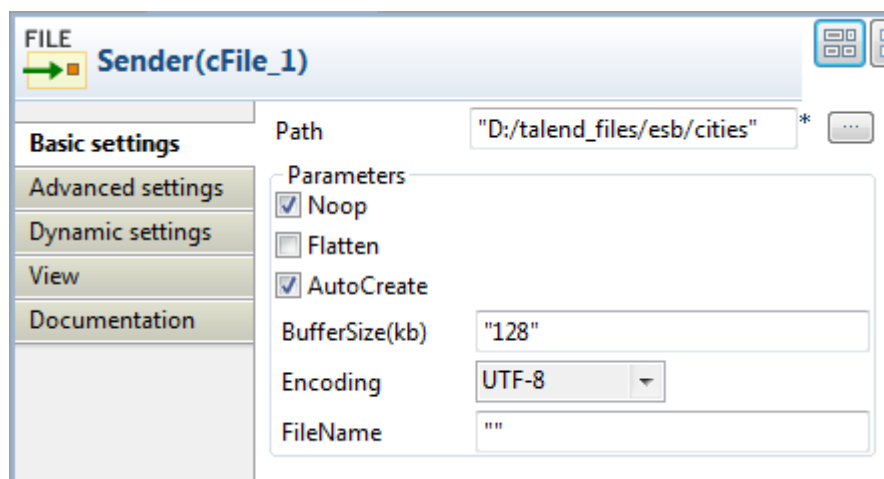 FILE
Sender(cFile_1)
Basic settings
Advanced settings
Dynamic settings
View
Documentation
Path "D:/talend_files/esb/cities" * ...
Parameters
Noop
Flatten
AutoCreate
BufferSize(kb) "128"
Encoding UTF-8
FileName ""